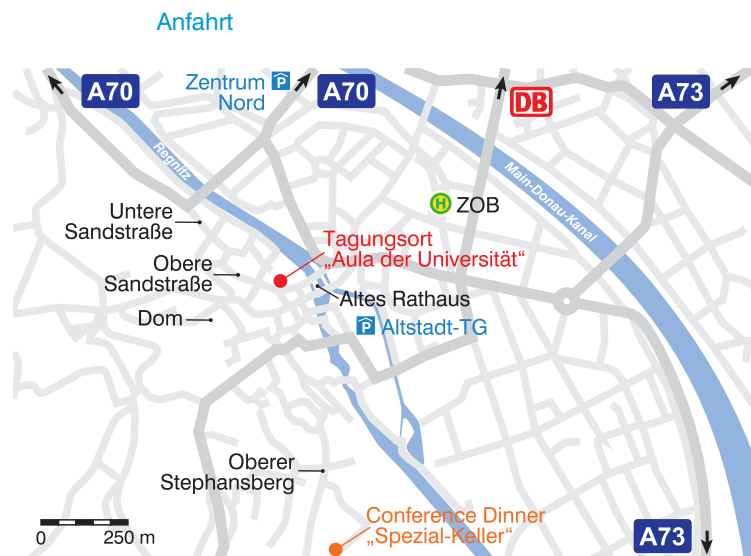 Anfahrt
A70
Zentrum
Nord
P
A70
DB
A73
Regnitz
Main-Donau-Kanal
H ZOB
Untere
Sandstraße
Tagungsort
„Aula der Universität“
Obere
Sandstraße
Altes Rathaus
Dom
P Altstadt-TG
Oberer
Stephansberg
Conference Dinner
„Spezial-Keller“
0 250 m
A73